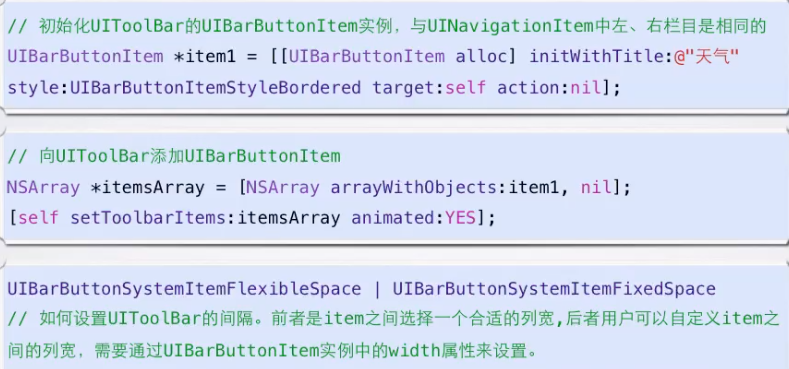 // 初始化UIToolBar的UIBarButtonItem实例，与UINavigationItem中左、右栏目是相同的
UIBarButtonItem *item1 = [[UIBarButtonItem alloc] initWithTitle:@"天气"
style:UIBarButtonItemStyleBordered target:self action:nil];
// 向UIToolBar添加UIBarButtonItem
NSArray *itemsArray = [NSArray arrayWithObjects:item1, nil];
[self setToolbarItems:itemsArray animated:YES];
UIBarButtonSystemItemFlexibleSpace | UIBarButtonSystemItemFixedSpace
// 如何设置UIToolBar的间隔。前者是item之间选择一个合适的列宽,后者用户可以自定义item之
间的列宽，需要通过UIBarButtonItem实例中的width属性来设置。